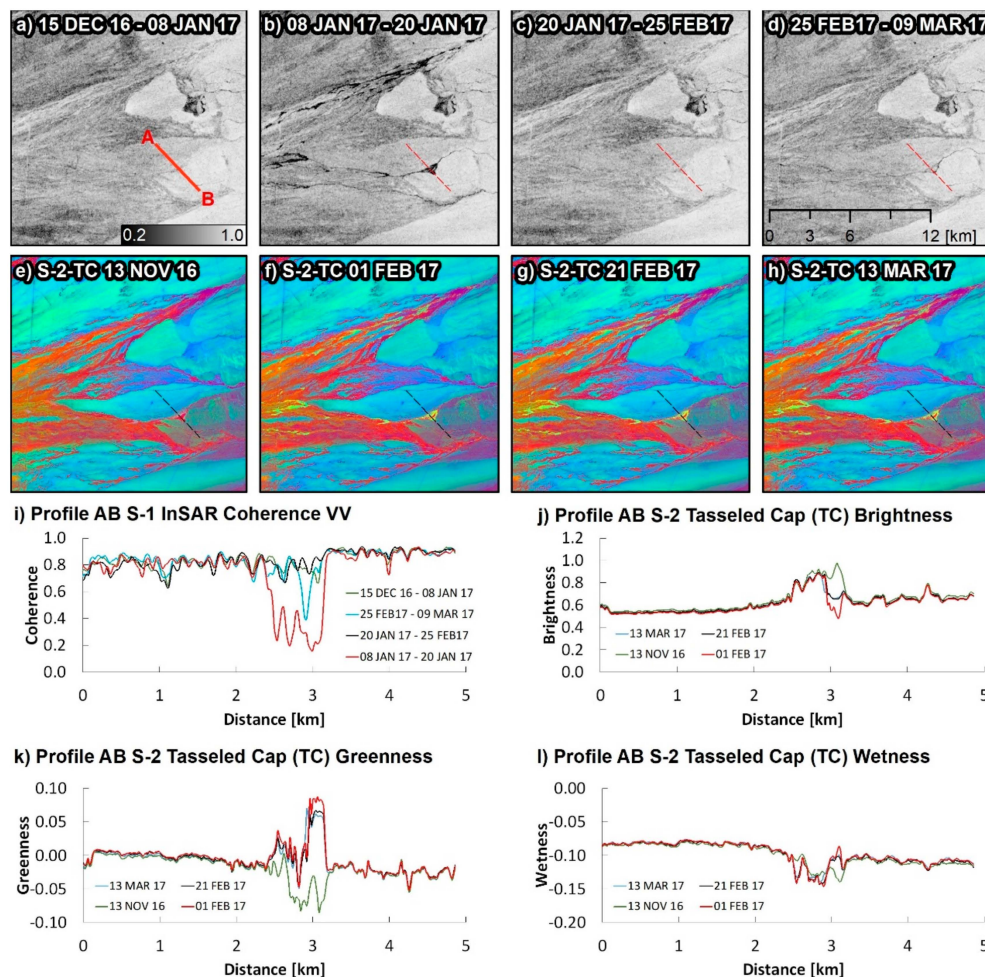 a) 15 DEC 16 - 08 JAN 17
b) 08 JAN 17 - 20 JAN 17
c) 20 JAN 17 - 25 FEB17
d) 25 FEB17 - 09 MAR 17
A
B
0.2 1.0
0 3 6 12 [km]
e) S-2-TC 13 NOV 16
f) S-2-TC 01 FEB 17
g) S-2-TC 21 FEB 17
h) S-2-TC 13 MAR 17
i) Profile AB S-1 InSAR Coherence VV
Coherence
1.0
0.8
0.6
0.4
0.2
0.0
15 DEC 16 - 08 JAN 17
25 FEB17 - 09 MAR 17
20 JAN 17 - 25 FEB17
08 JAN 17 - 20 JAN 17
0 1 2 3 4 5
Distance [km]
j) Profile AB S-2 Tasseled Cap (TC) Brightness
Brightness
1.2
1.0
0.8
0.6
0.4
0.2
0.0
13 MAR 17 21 FEB 17
13 NOV 16 01 FEB 17
0 1 2 3 4 5
Distance [km]
k) Profile AB S-2 Tasseled Cap (TC) Greenness
Greenness
0.10
0.05
0.00
-0.05
-0.10
13 MAR 17 21 FEB 17
13 NOV 16 01 FEB 17
0 1 2 3 4 5
Distance [km]
l) Profile AB S-2 Tasseled Cap (TC) Wetness
Wetness
0.00
-0.05
-0.10
-0.15
-0.20
13 MAR 17 21 FEB 17
13 NOV 16 01 FEB 17
0 1 2 3 4 5
Distance [km]